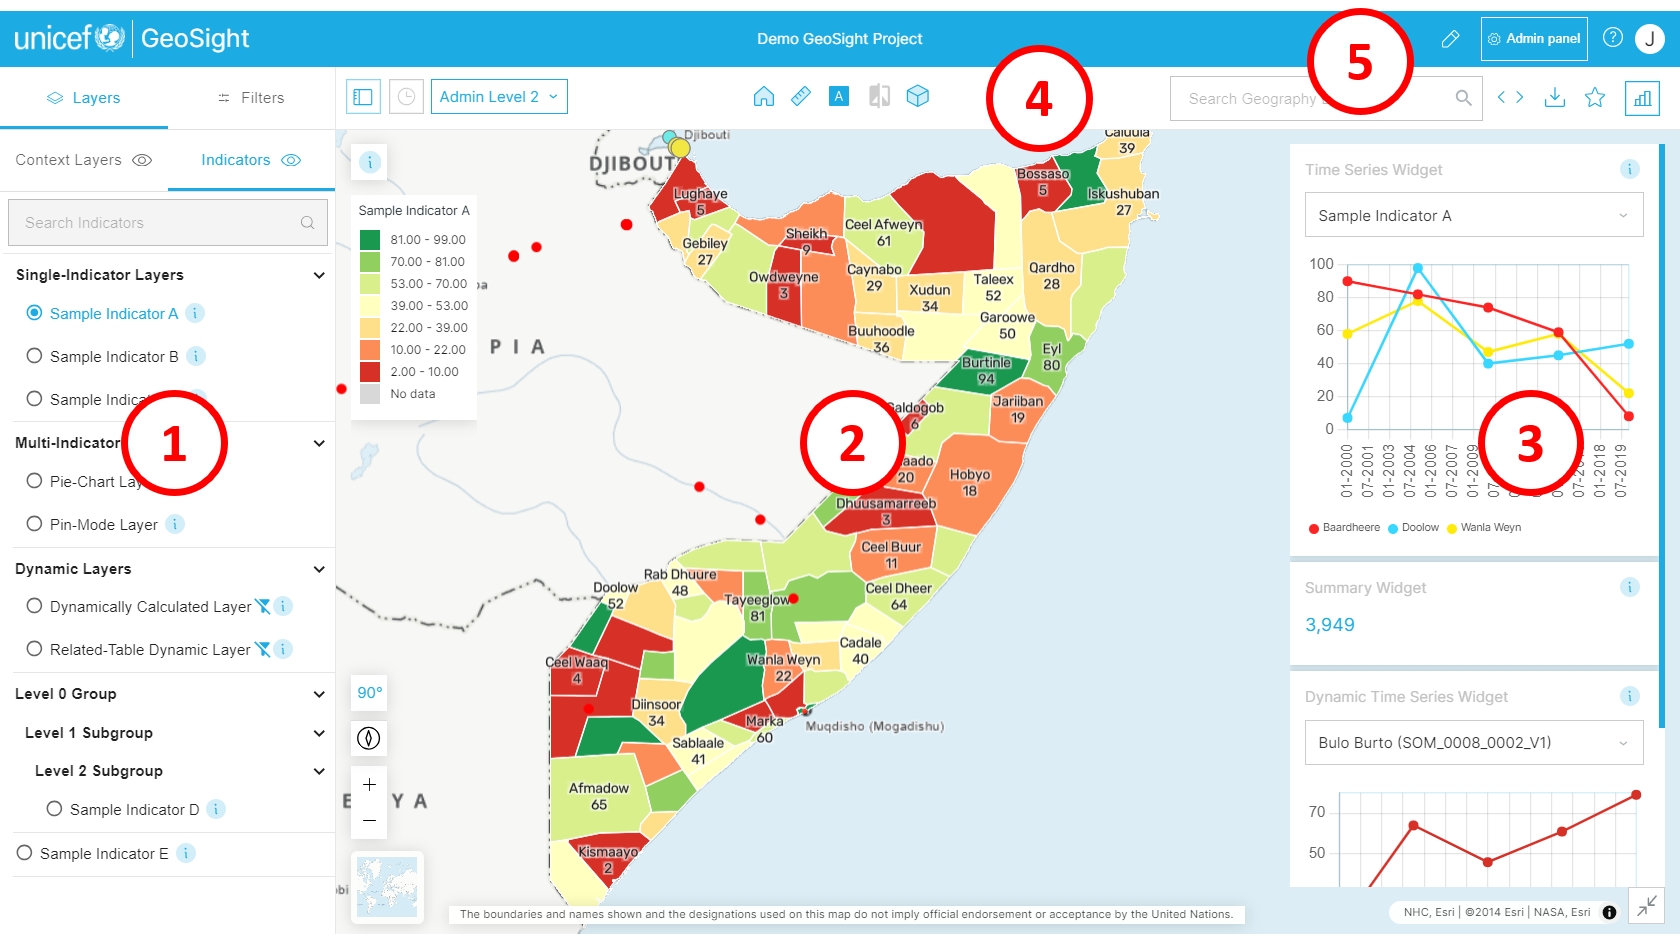 unicef GeoSight
Demo GeoSight Project
5
Admin panel
?
J
Layers
Filters
Admin Level 2
A
4
Search Geography
Context Layers
Indicators
Search Indicators
Single-Indicator Layers
Sample Indicator A i
Sample Indicator B i
Sample Indica
Multi-Indicator
1
Pie-Chart Lay
Pin-Mode Layer i
Dynamic Layers
Dynamically Calculated Layer i
Related-Table Dynamic Layer i
Level 0 Group
Level 1 Subgroup
Level 2 Subgroup
Sample Indicator D i
Sample Indicator E i
i
Sample Indicator A
81.00 - 99.00
70.00 - 81.00
53.00 - 70.00
39.00 - 53.00
22.00 - 39.00
10.00 - 22.00
2.00 - 10.00
No data
Djibouti
DJIBOUT
PIA
E YA
Caluula
39
Bossaso
5
Iskushuban
27
Lughaye
5
Gebiley
27
Sheikh
9
Ceel Afweyn
61
Owdweyne
3
Caynabo
29
Xudun
34
Taleex
52
Qardho
28
Garoowe
50
Buuhoodle
36
Burtinle
94
Eyl
80
Jariiban
19
aldogob
6
2
aado
20
Hobyo
18
Dhuusamarreeb
3
Ceel Buur
11
Ceel Dheer
64
Rab Dhuure
48
Doolow
52
Tayeeglow
81
Cadale
40
Wanla Weyn
22
Ceel Waaq
4
Diinsoor
34
Marka
60
Muqdisho (Mogadishu)
Sablaale
41
Afmadow
65
Kismaayo
2
90°
+
−
The boundaries and names shown and the designations used on this map do not imply official endorsement or acceptance by the United Nations.
Time Series Widget i
Sample Indicator A
100
80
60
40
20
0
01-2000
07-2001
01-2003
07-2004
01-2006
07-2007
01-2009
3
01-2018
07-2019
Baardheere Doolow Wanla Weyn
Summary Widget i
3,949
Dynamic Time Series Widget i
Bulo Burto (SOM_0008_0002_V1)
70
50
NHC, Esri | ©2014 Esri | NASA, Esri i